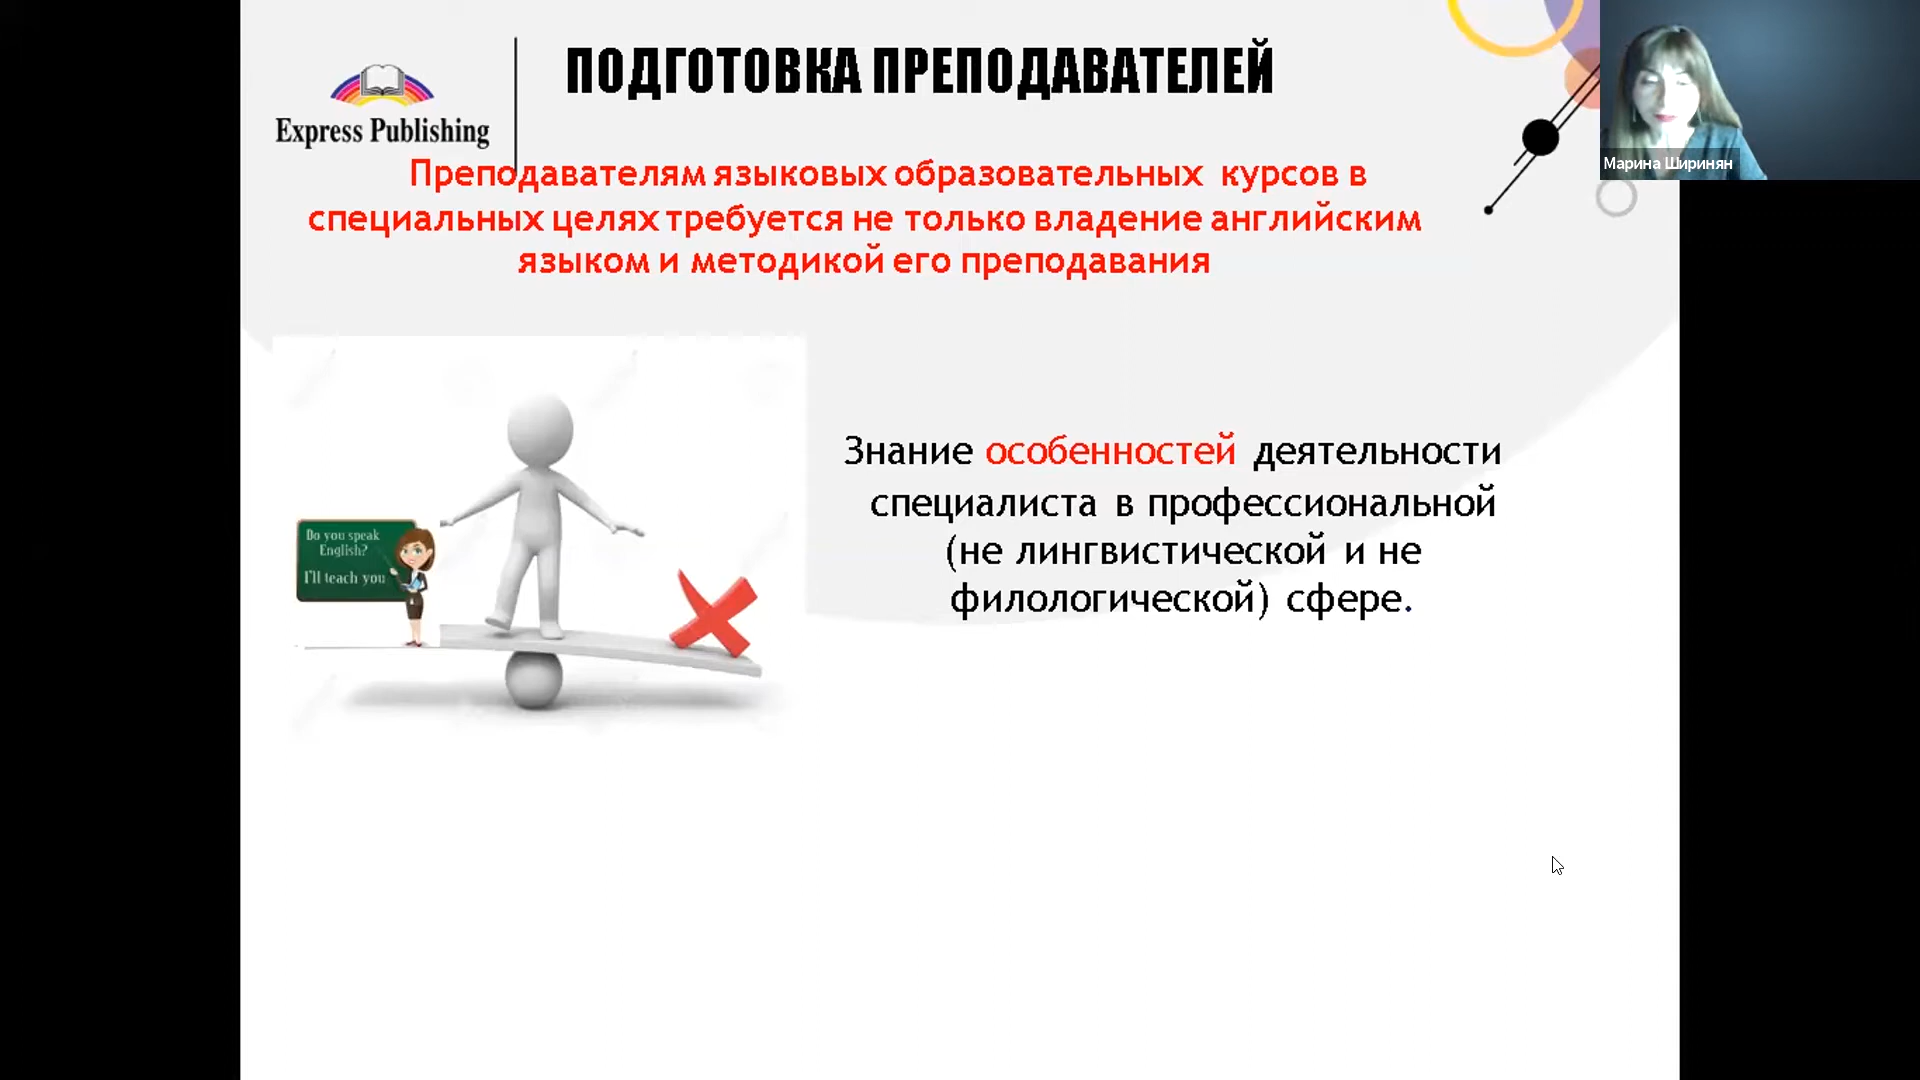 ПОДГОТОВКА ПРЕПОДАВАТЕЛЕЙ
Express Publishing
Марина Ширинян
Преподавателям языковых образовательных курсов в
специальных целях требуется не только владение английским
языком и методикой его преподавания
Знание особенностей деятельности
специалиста в профессиональной
(не лингвистической и не
филологической) сфере.
Do you speak
English?
I'll teach you